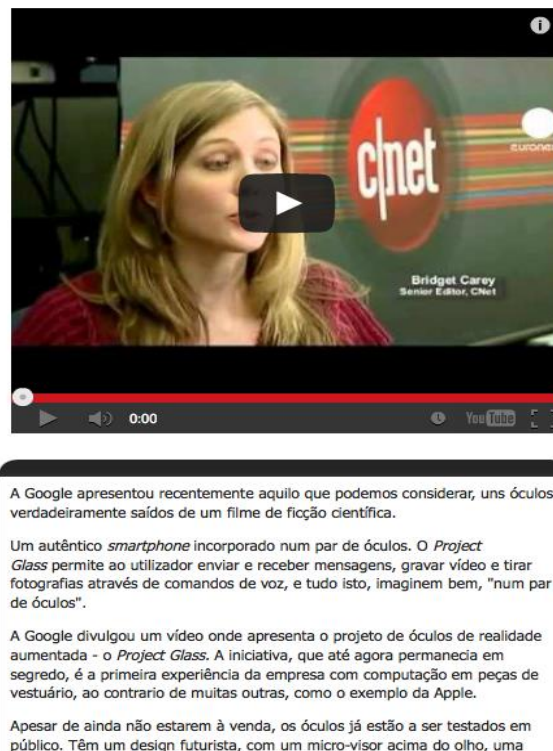 cnet
euronews
Bridget Carey
Senior Editor, CNet
0:00
YouTube
A Google apresentou recentemente aquilo que podemos considerar, uns óculos
verdadeiramente saídos de um filme de ficção científica.
Um autêntico smartphone incorporado num par de óculos. O Project
Glass permite ao utilizador enviar e receber mensagens, gravar vídeo e tirar
fotografias através de comandos de voz, e tudo isto, imaginem bem, "num par
de óculos".
A Google divulgou um vídeo onde apresenta o projeto de óculos de realidade
aumentada - o Project Glass. A iniciativa, que até agora permanecia em
segredo, é a primeira experiência da empresa com computação em peças de
vestuário, ao contrario de muitas outras, como o exemplo da Apple.
Apesar de ainda não estarem à venda, os óculos já estão a ser testados em
público. Têm um design futurista, com um micro-visor acima do olho, uma